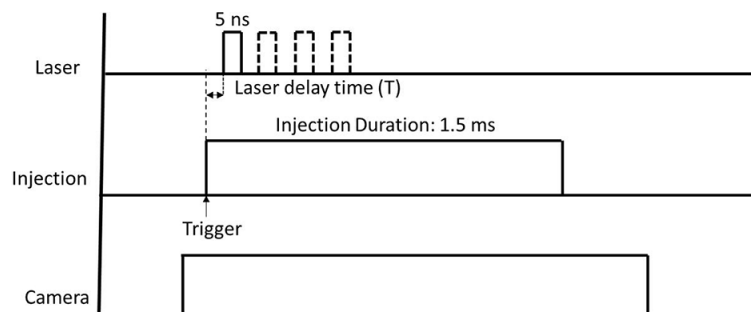 5 ns
Laser
Laser delay time (T)
Injection Duration: 1.5 ms
Injection
Trigger
Camera